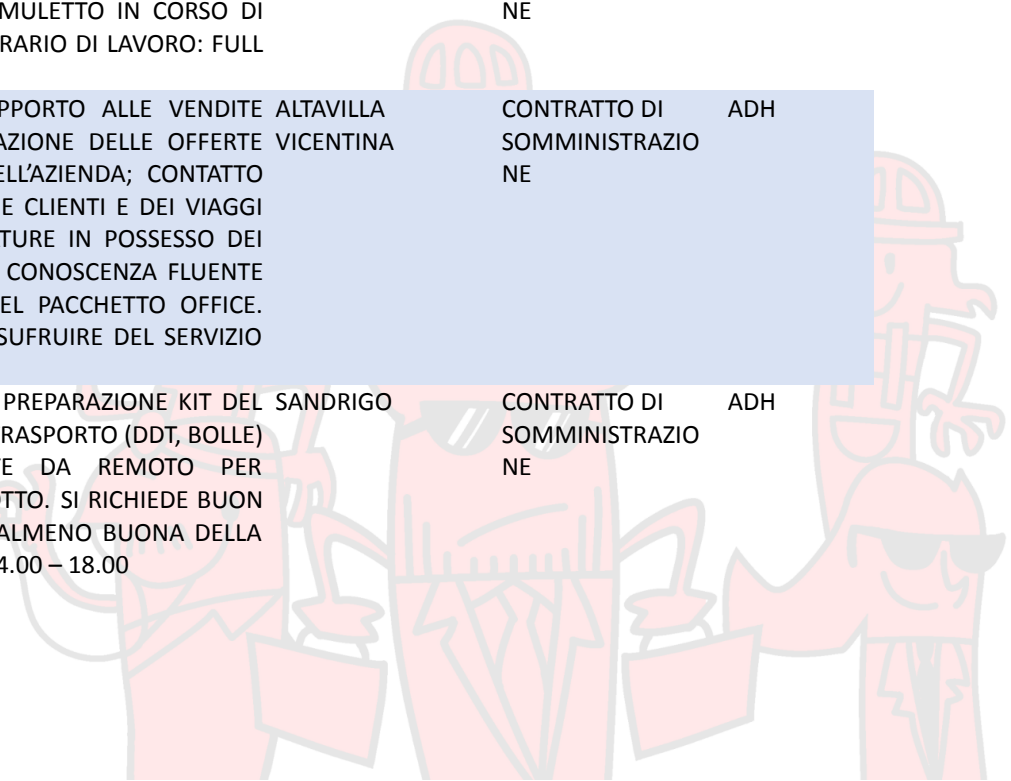 MULETTO IN CORSO DI NE
RARIO DI LAVORO: FULL
PPORTO ALLE VENDITE ALTAVILLA CONTRATTO DI ADH
AZIONE DELLE OFFERTE VICENTINA SOMMINISTRAZIO
ELL'AZIENDA; CONTATTO NE
E CLIENTI E DEI VIAGGI
TURE IN POSSESSO DEI
CONOSCENZA FLUENTE
EL PACCHETTO OFFICE.
SUFRUIRE DEL SERVIZIO
PREPARAZIONE KIT DEL SANDRIGO CONTRATTO DI ADH
RASPORTO (DDT, BOLLE) SOMMINISTRAZIO
TE DA REMOTO PER NE
OTTO. SI RICHIEDE BUON
ALMENO BUONA DELLA
4.00 – 18.00